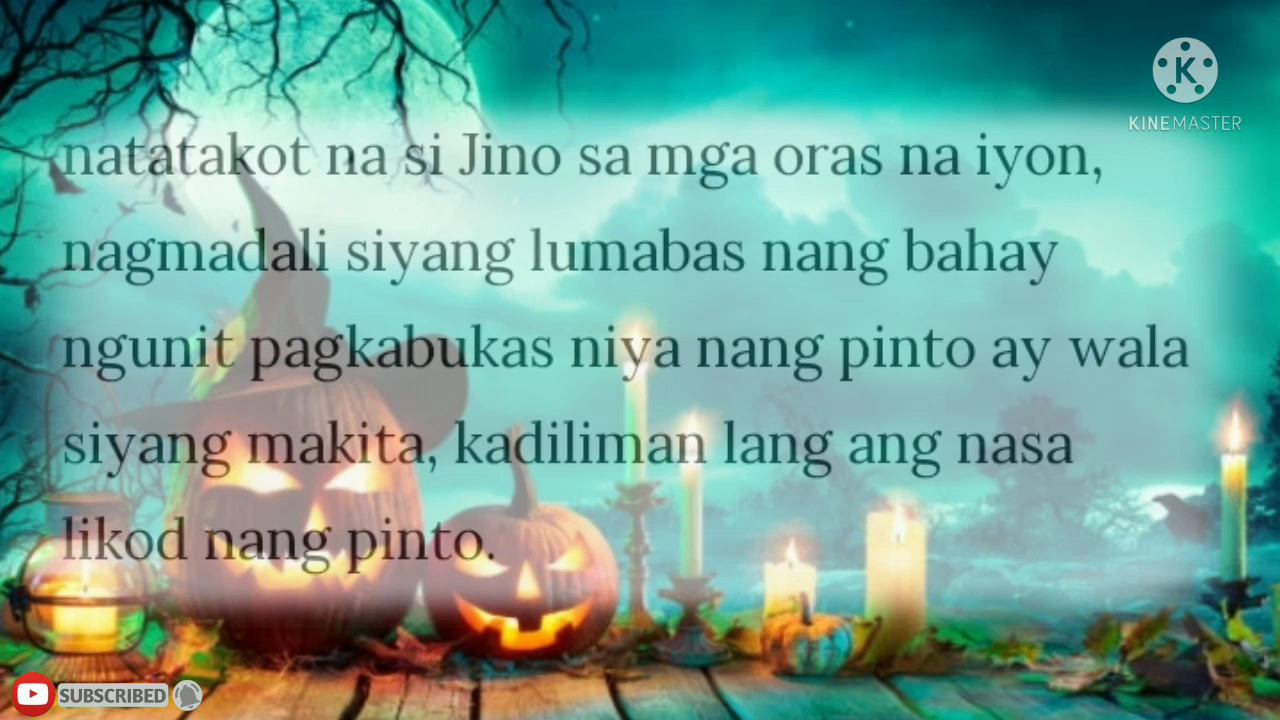 KINEMASTER
natatakot na si Jino sa mga oras na iyon,
nagmadali siyang lumabas nang bahay
ngunit pagkabukas niya nang pinto ay wala
siyang makita, kadiliman lang ang nasa
likod nang pinto.
SUBSCRIBED